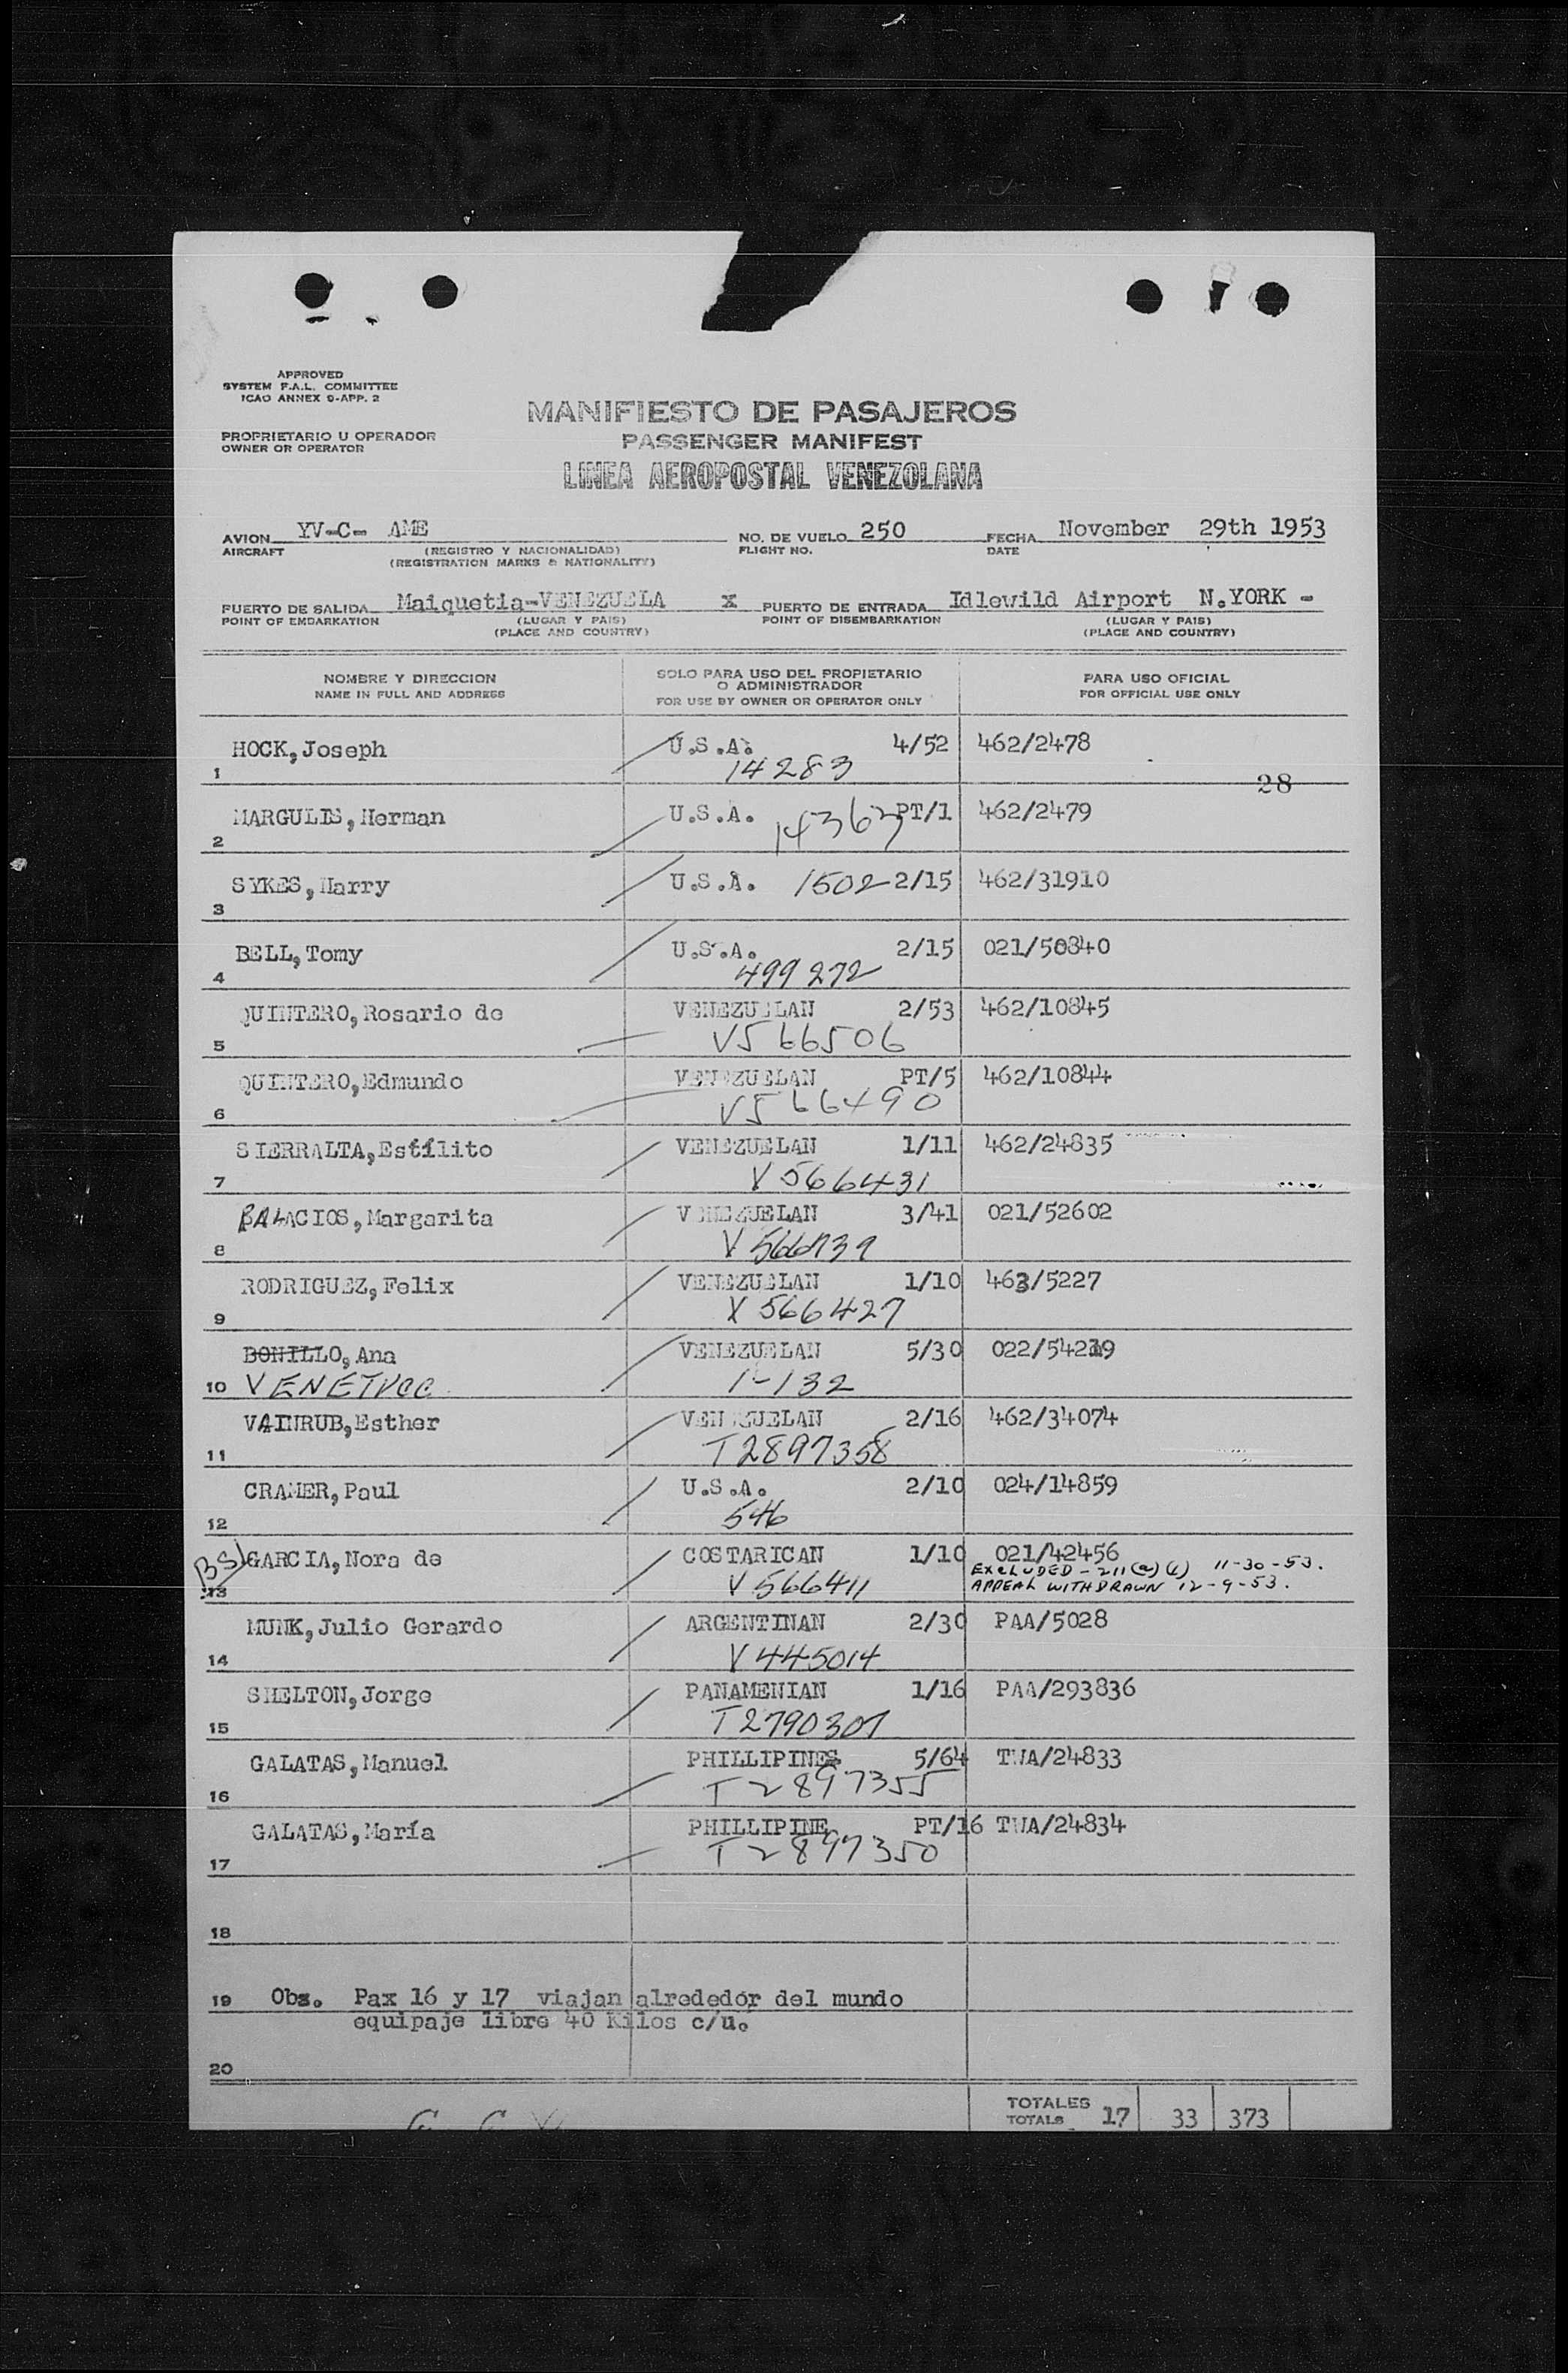 APPROVED
SYSTEM F.A.L. COMMITTEE
ICAO ANNEX 9-APP. 2
MANIFIESTO DE PASAJEROS
PROPRIETARIO U OPERADOR
OWNER OR OPERATOR
PASSENGER MANIFEST
LINEA AEROPOSTAL VENEZOLANA
AVION YV-C- AME NO. DE VUELO 250 FECHA November 29th 1953
AIRCRAFT (REGISTRO Y NACIONALIDAD) FLIGHT NO. DATE
(REGISTRATION MARKS & NATIONALITY)
PUERTO DE SALIDA Maiquetia-VENEZUELA x PUERTO DE ENTRADA Idlewild Airport N.YORK -
POINT OF EMBARKATION (LUGAR Y PAIS) POINT OF DISEMBARKATION (LUGAR Y PAIS)
(PLACE AND COUNTRY) (PLACE AND COUNTRY)
NOMBRE Y DIRECCION SOLO PARA USO DEL PROPIETARIO PARA USO OFICIAL
O ADMINISTRADOR
NAME IN FULL AND ADDRESS FOR USE BY OWNER OR OPERATOR ONLY FOR OFFICIAL USE ONLY
HOCK, Joseph U.S.A. 4/52 462/2478
1 14283
28
MARGULIS, Herman U.S.A. PT/1 462/2479
2 14363
SYKES, Harry U.S.A. 1502 2/15 462/31910
3
BELL, Tomy U.S.A. 2/15 021/50840
4 499272
QUINTERO, Rosario de VENEZUELAN 2/53 462/10845
5 V566506
QUINTERO, Edmundo VENEZUELAN PT/5 462/10844
6 V566490
SIERRALTA, Estílito VENEZUELAN 1/11 462/24835
7 V566431
PALACIOS, Margarita VENEZUELAN 3/41 021/52602
8
RODRIGUEZ, Felix VENEZUELAN 1/10 463/5227
9 V566427
BONILLO, Ana VENEZUELAN 5/30 022/54219
10 VENETUCC 1-132
VAINRUB, Esther VENEZUELAN 2/16 462/34074
11 T2897358
CRAMER, Paul U.S.A. 2/10 024/14859
12 546
BSI GARCIA, Nora de COSTARICAN 1/10 021/42456
EXCLUDED - 211(a)(1) 11-30-53.
13 V566411 APPEAL WITHDRAWN 12-9-53.
MUNK, Julio Gerardo ARGENTINAN 2/30 PAA/5028
14 V445014
SHELTON, Jorge PANAMENIAN 1/16 PAA/293836
15 T2790307
GALATAS, Manuel PHILLIPINES 5/64 TWA/24833
16 T2897355
GALATAS, María PHILLIPINE PT/16 TWA/24834
17 T2897350
18
19 Obs. Pax 16 y 17 viajan alrededór del mundo
equipaje libre 40 Kilos c/u.
20
TOTALES
TOTALS 17 33 373